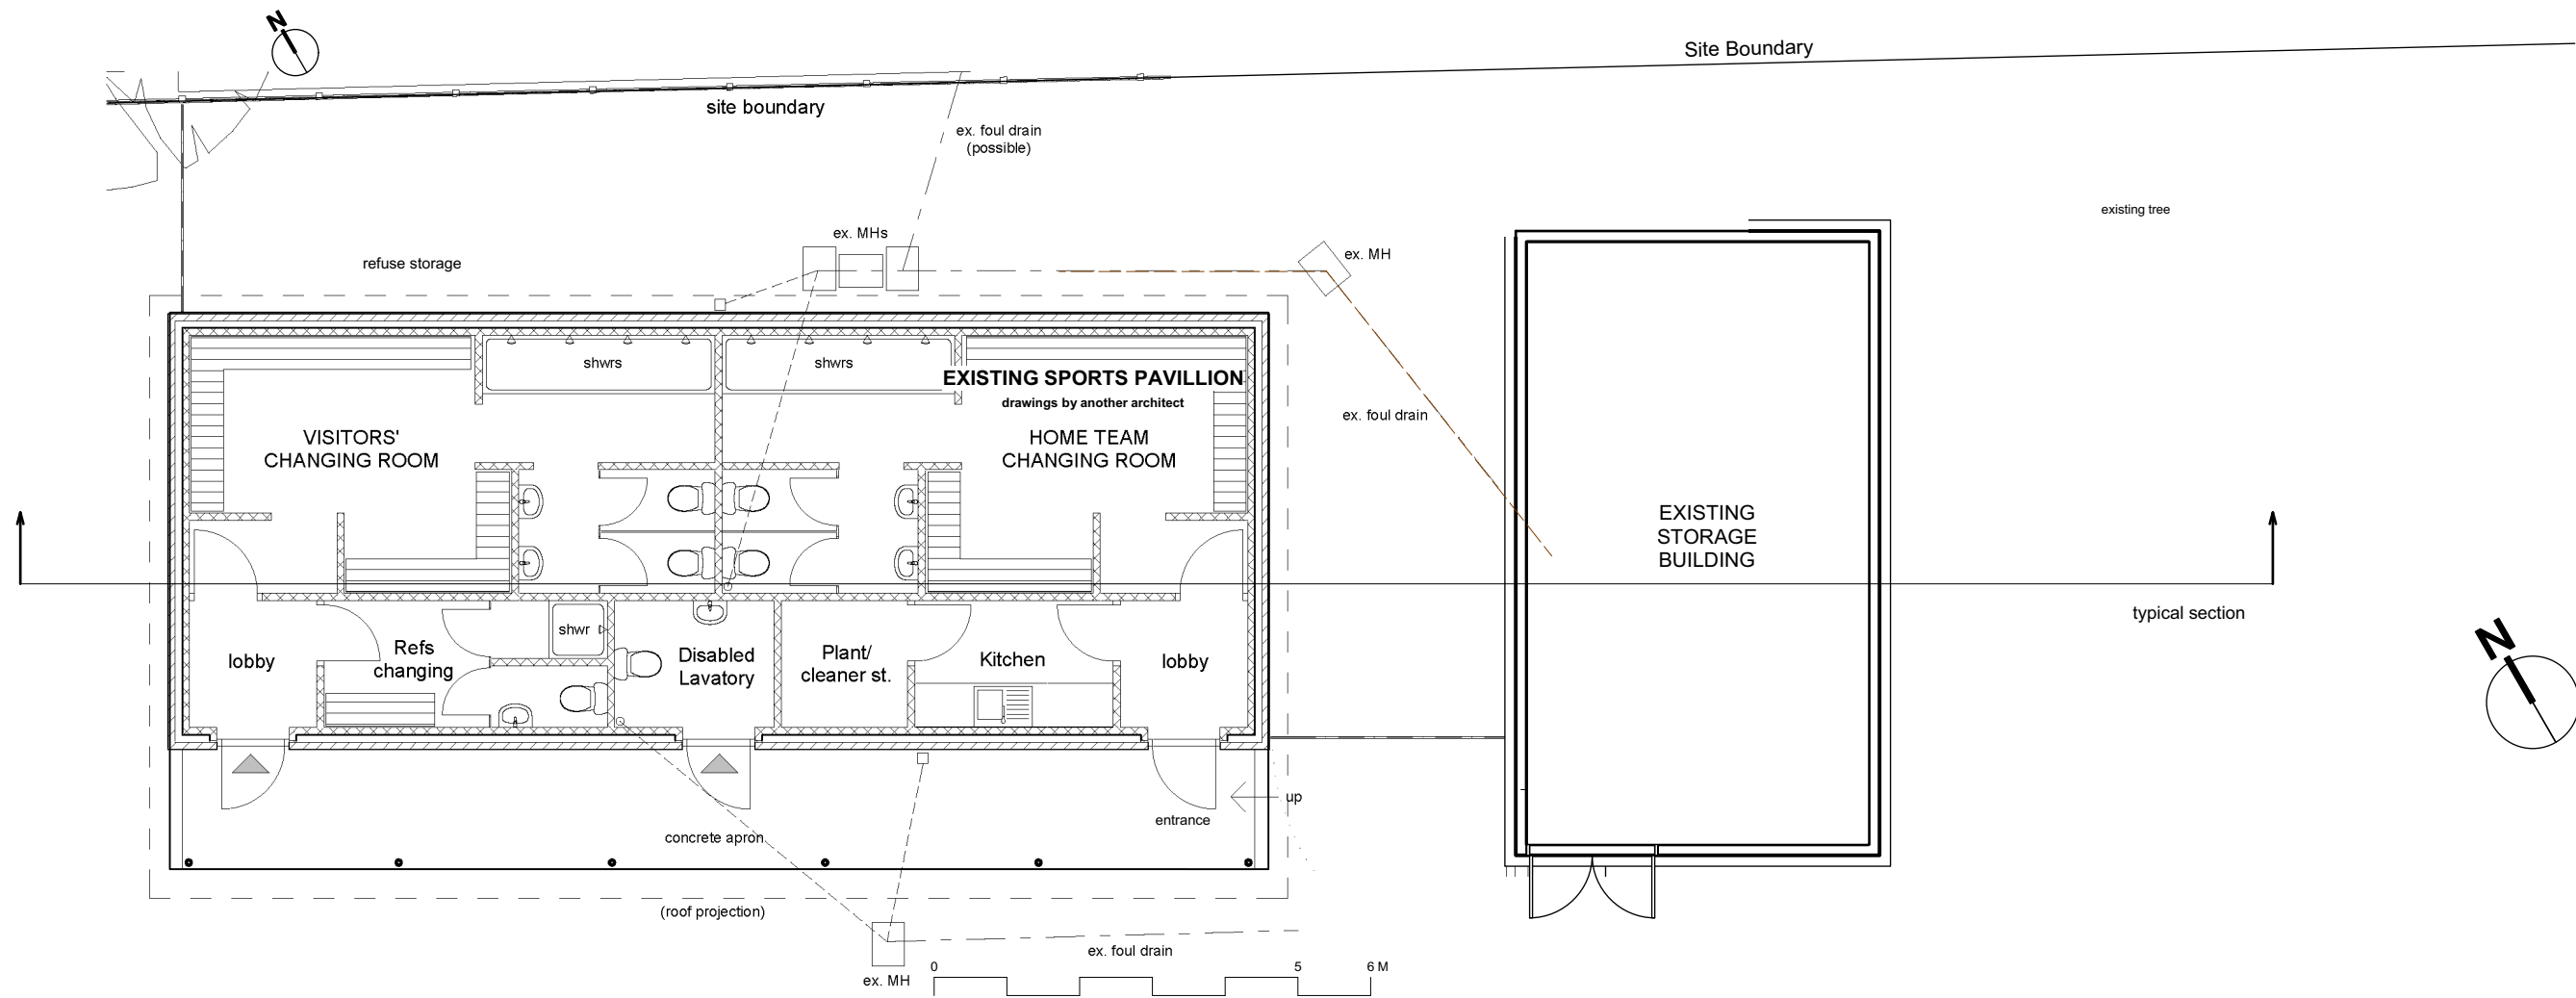 N
Site Boundary
site boundary
ex. foul drain
(possible)
existing tree
ex. MHs
ex. MH
refuse storage
shwrs
shwrs
EXISTING SPORTS PAVILLION
drawings by another architect
ex. foul drain
VISITORS'
CHANGING ROOM
HOME TEAM
CHANGING ROOM
EXISTING
STORAGE
BUILDING
typical section
N
shwr
lobby
Refs
changing
Disabled
Lavatory
Plant/
cleaner st.
Kitchen
lobby
up
entrance
concrete apron
(roof projection)
ex. foul drain
ex. MH
0
5
6 M